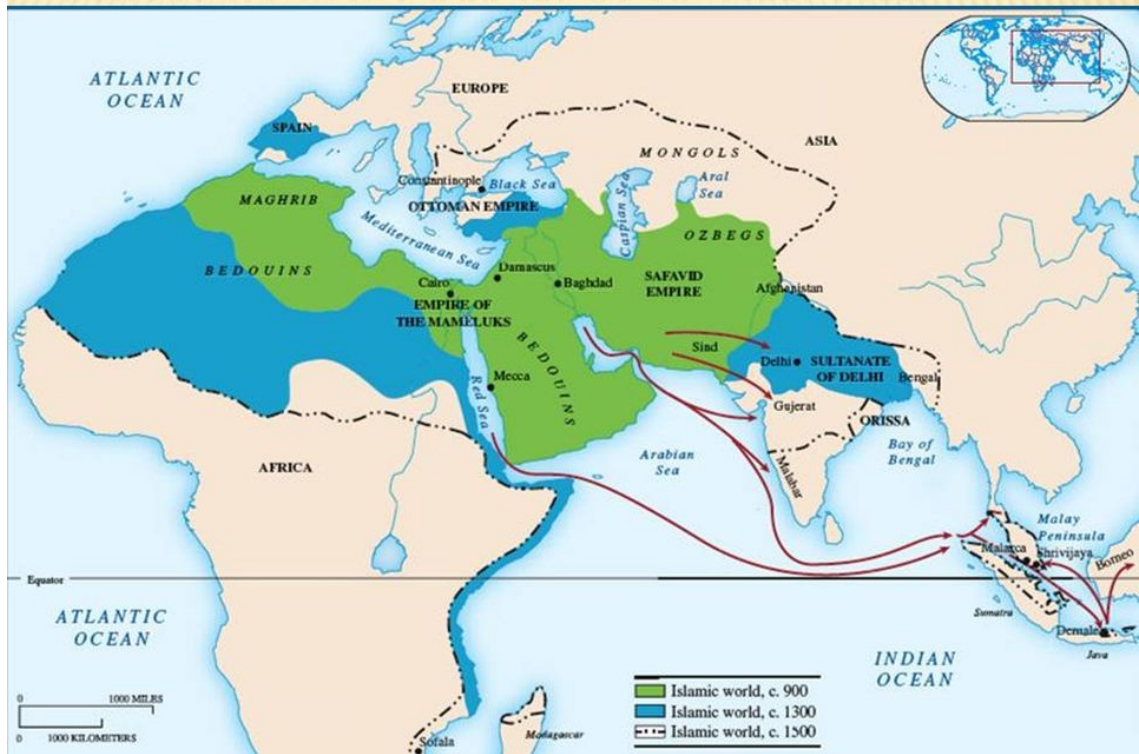 ATLANTIC
OCEAN
EUROPE
ASIA
SPAIN
MONGOLS
Constantinople
Black Sea
Caspian Sea
Aral
Sea
OTTOMAN EMPIRE
MAGHRIB
Mediterranean Sea
OZBEGS
BEDOUINS
Damascus
Baghdad
SAFAVID
EMPIRE
Afghanistan
Cairo
EMPIRE OF
THE MAMELUKS
BEDOUINS
Sind
Delhi
SULTANATE
OF DELHI
Bengal
Mecca
Red Sea
Gujerat
ORISSA
AFRICA
Arabian
Sea
Malabar
Bay of
Bengal
Malay
Peninsula
Malacca
Shrivijaya
Borneo
Equator
Sumatra
ATLANTIC
OCEAN
Demak
Java
INDIAN
OCEAN
0 1000 MILES
0 1000 KILOMETERS
Sofala
Madagascar
Islamic world, c. 900
Islamic world, c. 1300
Islamic world, c. 1500